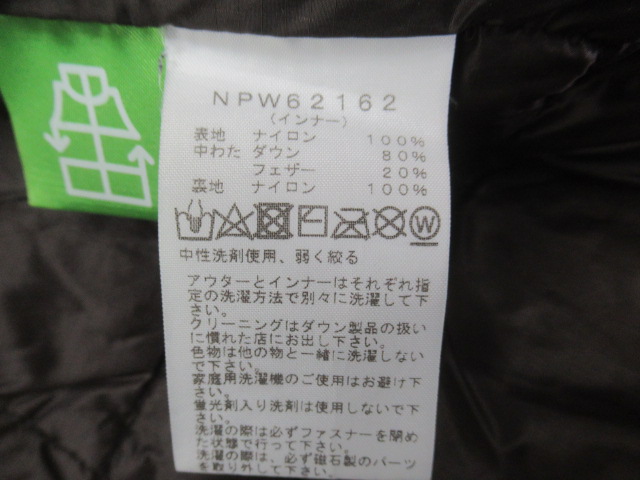 NPW62162
（インナー）
表地 ナイロン 100%
中わた ダウン 80%
フェザー 20%
裏地 ナイロン 100%
W
中性洗剤使用、弱く絞る
アウターとインナーはそれぞれ指
定の洗濯方法で別々に洗濯して下
さい。
クリーニングはダウン製品の扱い
に慣れた店にお出し下さい。
色物は他の物と一緒に洗濯しない
で下さい。
家庭用洗濯機のご使用はお避け下
さい。
蛍光剤入り洗剤は使用しないで下
さい。
洗濯の際は必ずファスナーを閉め
た状態で行って下さい。
洗濯の際は、必ず磁石製のパーツ
を取り外して下さい。